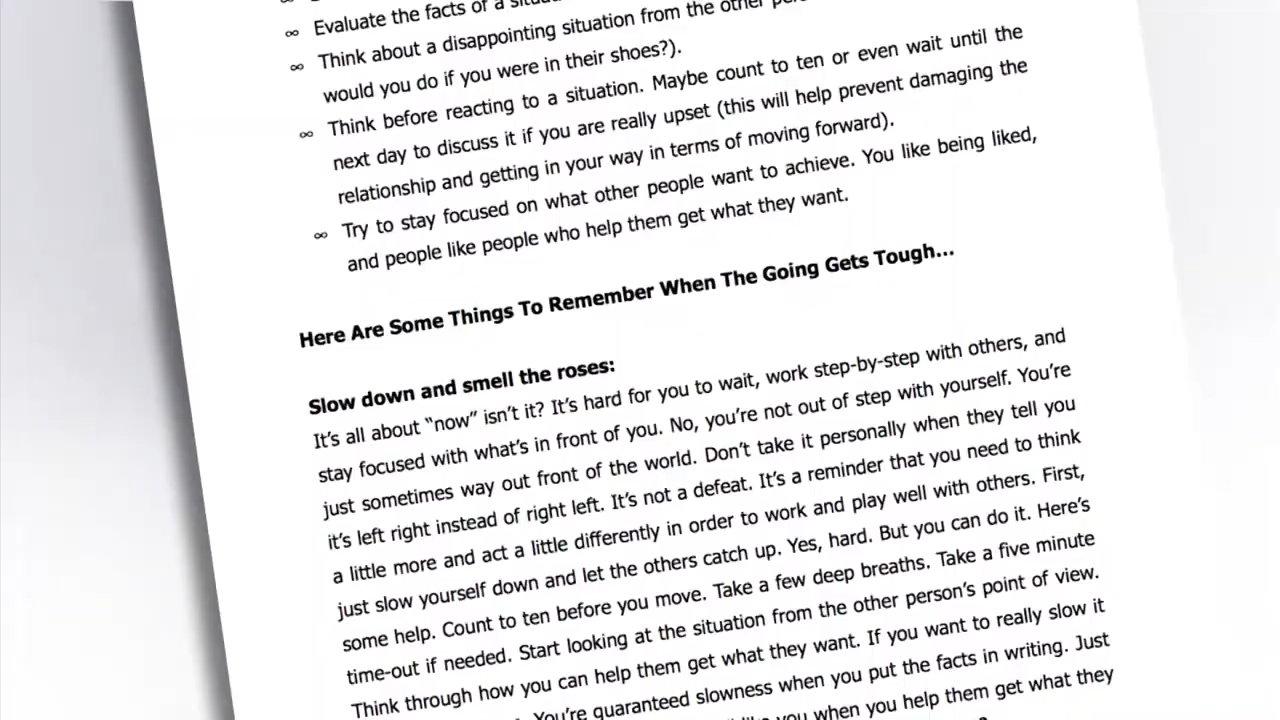 ∞ Evaluate the facts of a
∞ Think about a disappointing situation from the other
would you do if you were in their shoes?).
∞ Think before reacting to a situation. Maybe count to ten or even wait until the
next day to discuss it if you are really upset (this will help prevent damaging the
relationship and getting in your way in terms of moving forward).
∞ Try to stay focused on what other people want to achieve. You like being liked,
and people like people who help them get what they want.
Here Are Some Things To Remember When The Going Gets Tough...
Slow down and smell the roses:
It's all about “now” isn't it? It's hard for you to wait, work step-by-step with others, and
stay focused with what's in front of you. No, you're not out of step with yourself. You're
just sometimes way out front of the world. Don't take it personally when they tell you
it's left right instead of right left. It's not a defeat. It's a reminder that you need to think
a little more and act a little differently in order to work and play well with others. First,
just slow yourself down and let the others catch up. Yes, hard. But you can do it. Here's
some help. Count to ten before you move. Take a few deep breaths. Take a five minute
time-out if needed. Start looking at the situation from the other person's point of view.
Think through how you can help them get what they want. If you want to really slow it
You're guaranteed slowness when you put the facts in writing. Just
you when you help them get what they